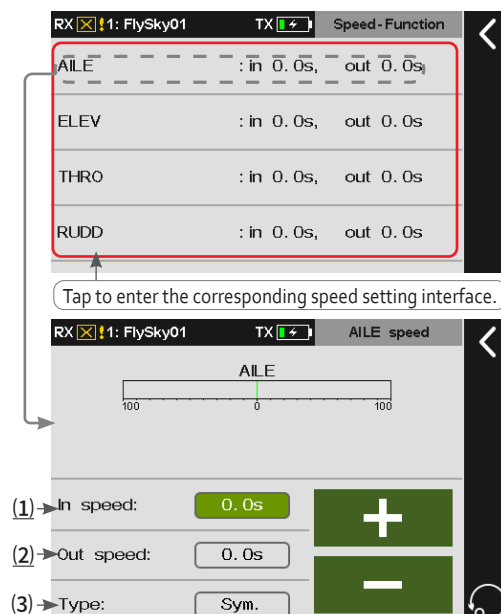 RX !1: FlySky01 TX Speed-Function
AILE : in 0.0s, out 0.0s
ELEV : in 0.0s, out 0.0s
THRO : in 0.0s, out 0.0s
RUDD : in 0.0s, out 0.0s
Tap to enter the corresponding speed setting interface.
RX !1: FlySky01 TX AILE speed
AILE
100 0 100
(1) In speed: 0.0s +
(2) Out speed: 0.0s
(3) Type: Sym. −